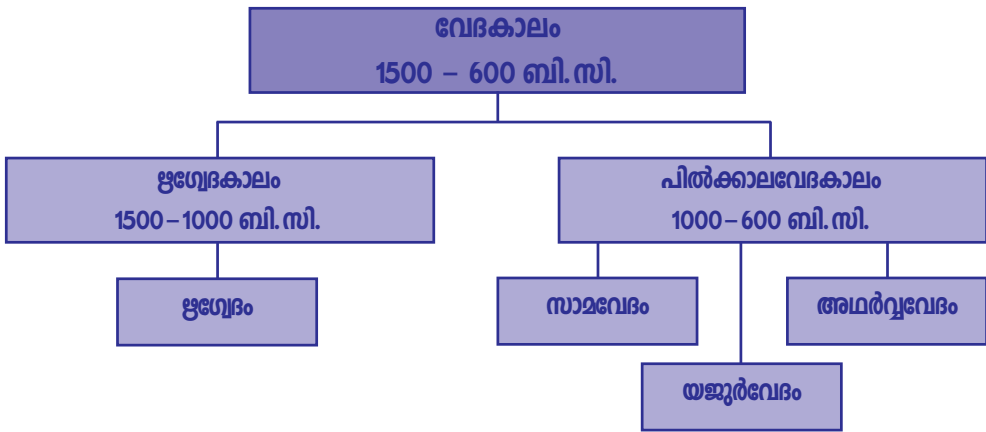 വേദകാലം
1500 – 600 ബി.സി.
ഋഗ്വേദകാലം
1500–1000 ബി.സി.
പിൽക്കാലവേദകാലം
1000–600 ബി.സി.
ഋഗ്വേദം
സാമവേദം
അഥർവ്വവേദം
യജുർവേദം